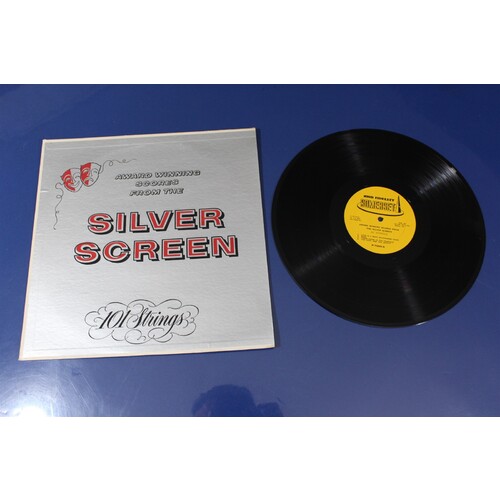 AWARD WINNING
SCORES
FROM THE
SILVER
SCREEN
101 Strings
HIGH FIDELITY
SOMERSET